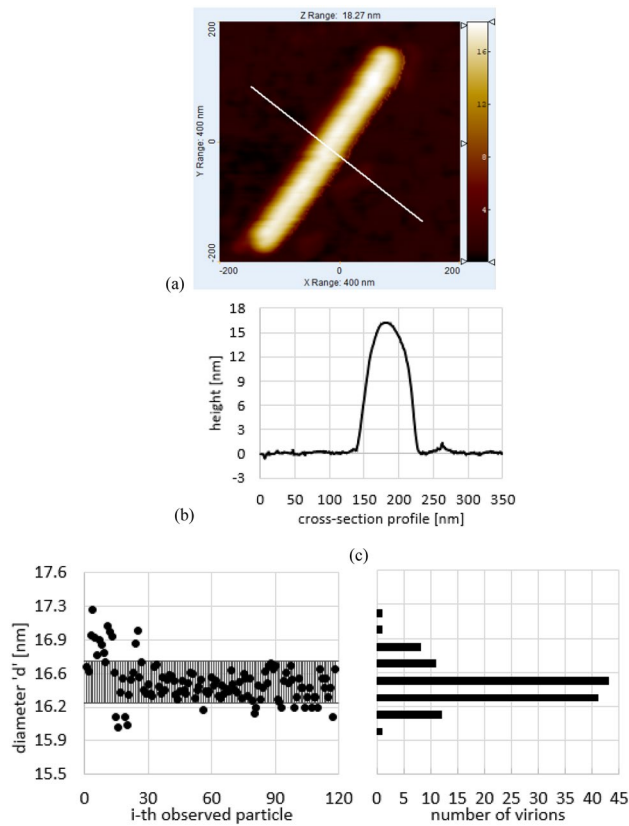 Z Range: 18.27 nm
200
0
-200
Y Range: 400 nm
16
12
8
4
-200
0
200
X Range: 400 nm
(a)
18
15
12
9
6
3
0
-3
height [nm]
0 50 100 150 200 250 300 350
cross-section profile [nm]
(b)
(c)
17.6
17.3
16.9
16.6
16.2
15.9
15.5
diameter 'd' [nm]
0 30 60 90 120
i-th observed particle
0 5 10 15 20 25 30 35 40 45
number of virions